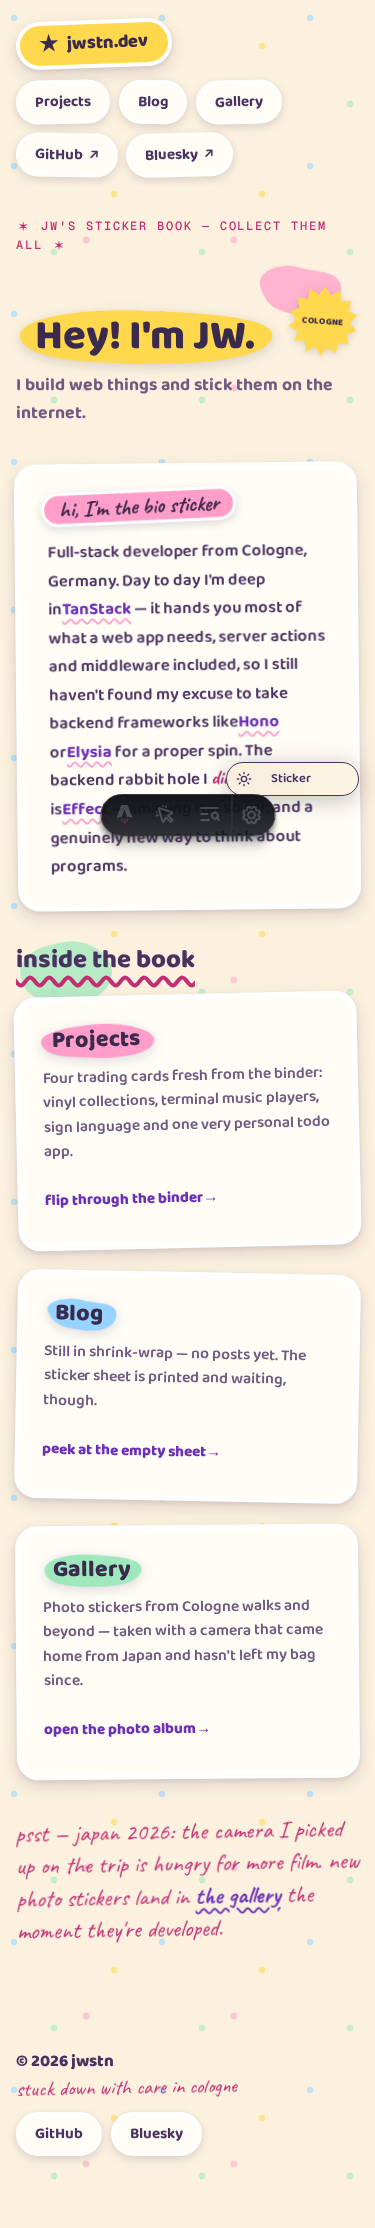 ★ jwstn.dev
Projects
Blog
Gallery
GitHub ↗
Bluesky ↗
✶ JW'S STICKER BOOK — COLLECT THEM
ALL ✶
COLOGNE
Hey! I'm JW.
I build web things and stick them on the
internet.
hi, I'm the bio sticker
Full-stack developer from Cologne,
Germany. Day to day I'm deep
inTanStack — it hands you most of
what a web app needs, server actions
and middleware included, so I still
haven't found my excuse to take
backend frameworks likeHono
orElysia for a proper spin. The
backend rabbit hole I
Sticker
isEffec and a
genuinely new way to think about
programs.
inside the book
Projects
Four trading cards fresh from the binder:
vinyl collections, terminal music players,
sign language and one very personal todo
app.
flip through the binder→
Blog
Still in shrink-wrap — no posts yet. The
sticker sheet is printed and waiting,
though.
peek at the empty sheet→
Gallery
Photo stickers from Cologne walks and
beyond — taken with a camera that came
home from Japan and hasn't left my bag
since.
open the photo album→
psst — japan 2026: the camera I picked
up on the trip is hungry for more film. new
photo stickers land in the gallery the
moment they're developed.
© 2026 jwstn
stuck down with care in cologne
GitHub
Bluesky